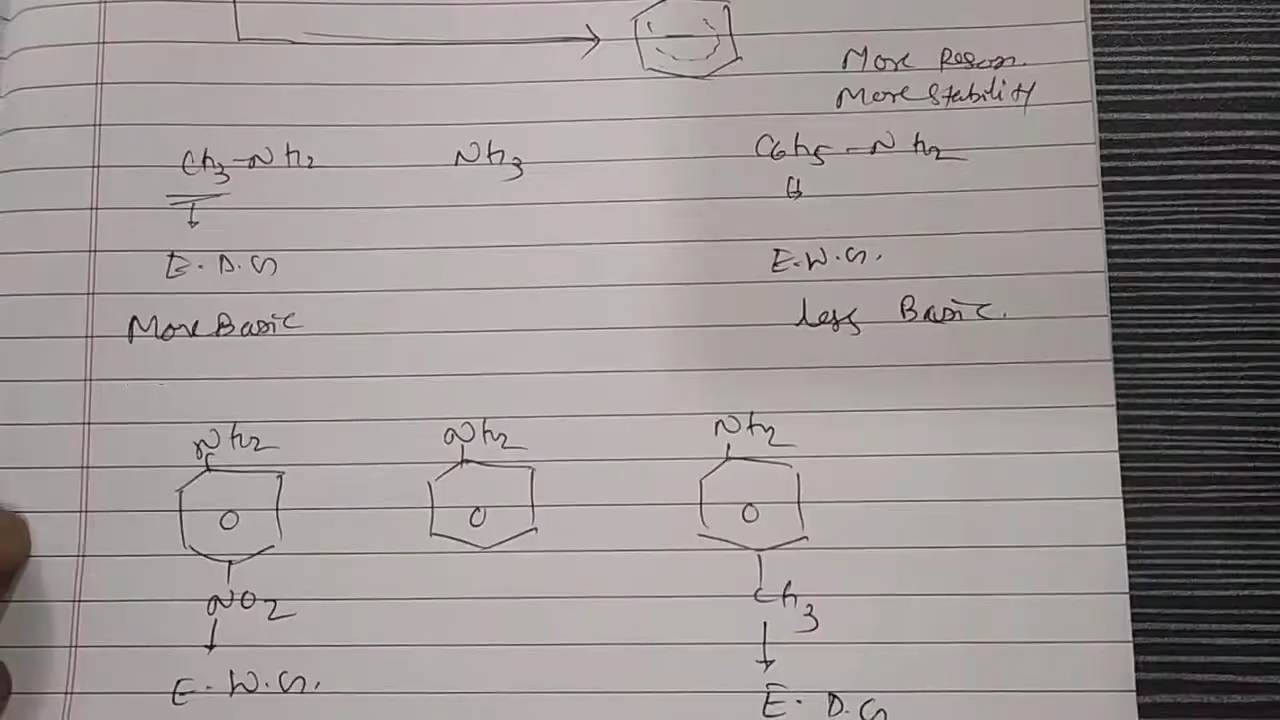 More Reson.
More Stability
CH3-NH2 NH3 C6H5-NH2
E.D.G E.W.G.
More Basic less Basic.
NH2 NH2 NH2
NO2 CH3
E.W.G. E.D.G